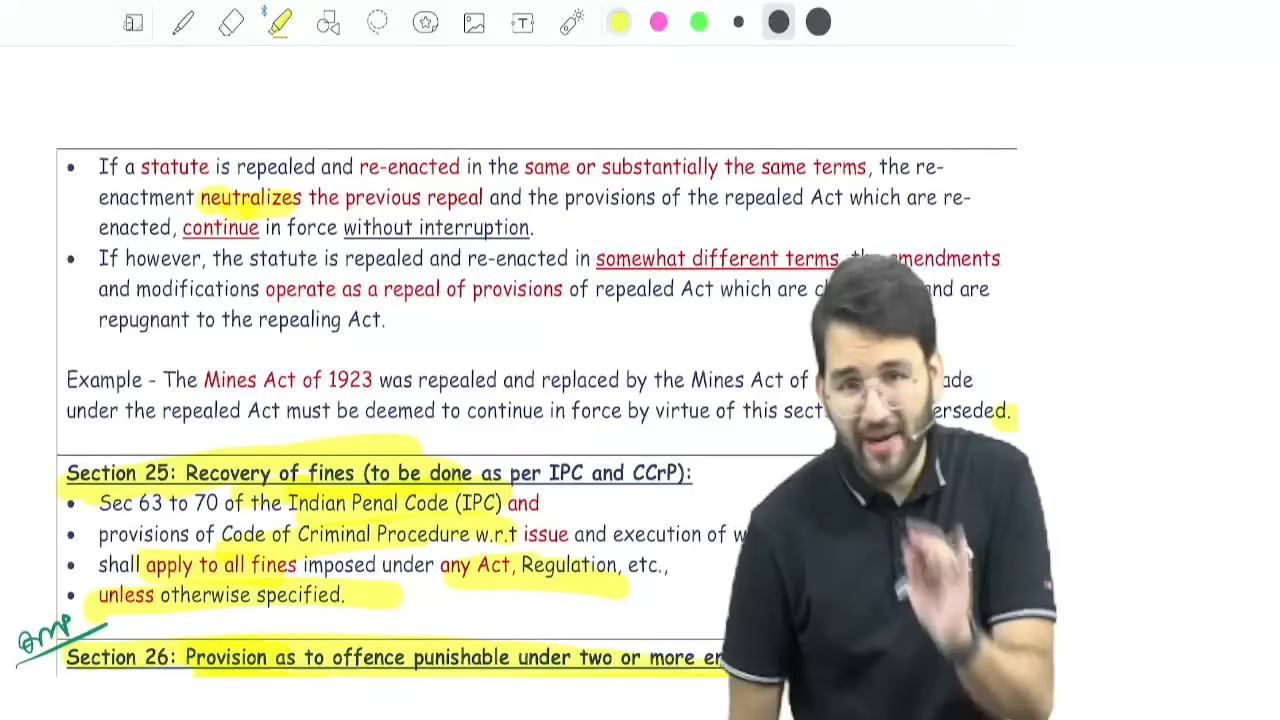 If a statute is repealed and re-enacted in the same or substantially the same terms, the re-
enactment neutralizes the previous repeal and the provisions of the repealed Act which are re-
enacted, continue in force without interruption.
If however, the statute is repealed and re-enacted in somewhat different terms, amendments
and modifications operate as a repeal of provisions of repealed Act which are and are
repugnant to the repealing Act.
Example - The Mines Act of 1923 was repealed and replaced by the Mines Act of
under the repealed Act must be deemed to continue in force by virtue of this
Section 25: Recovery of fines (to be done as per IPC and CCrP):
Sec 63 to 70 of the Indian Penal Code (IPC) and
provisions of Code of Criminal Procedure w.r.t issue and execution of
shall apply to all fines imposed under any Act, Regulation, etc.,
unless otherwise specified.
Imp
Section 26: Provision as to offence punishable under two or more